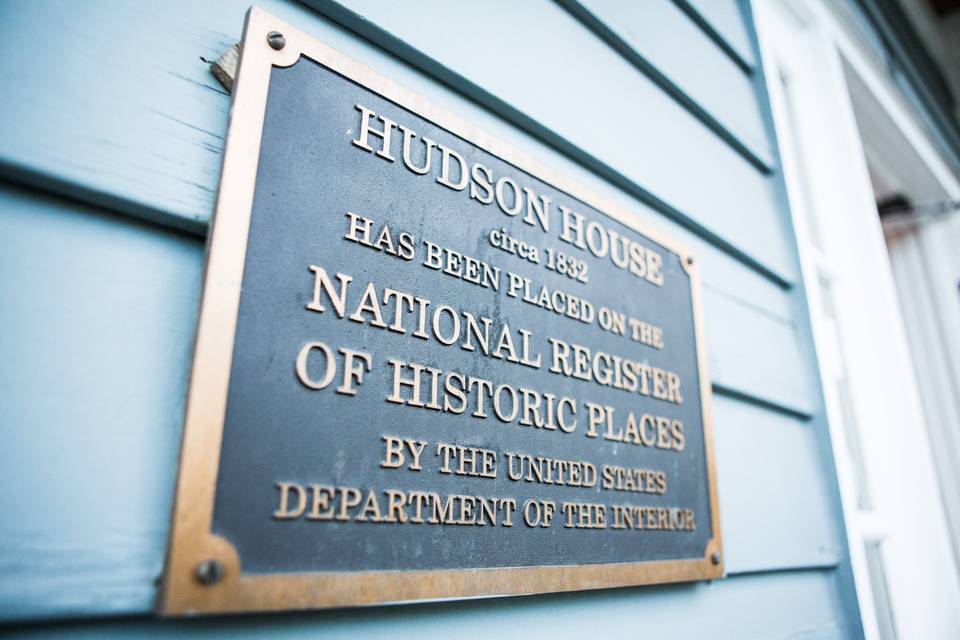 HUDSON HOUSE
circa 1832
HAS BEEN PLACED ON THE
NATIONAL REGISTER
OF HISTORIC PLACES
BY THE UNITED STATES
DEPARTMENT OF THE INTERIOR